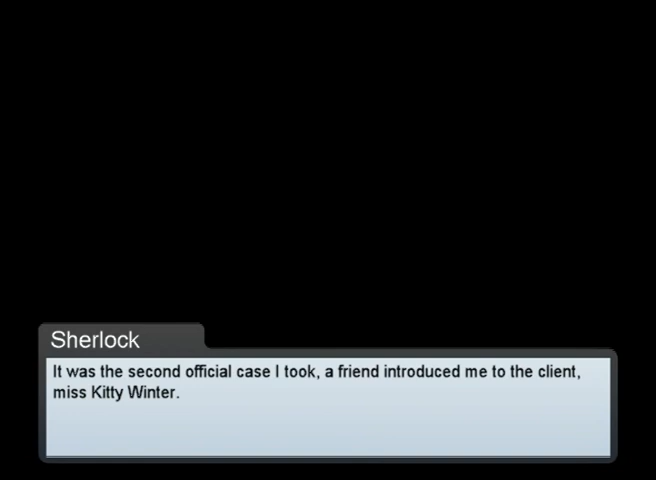 Sherlock
It was the second official case I took, a friend introduced me to the client,
miss Kitty Winter.